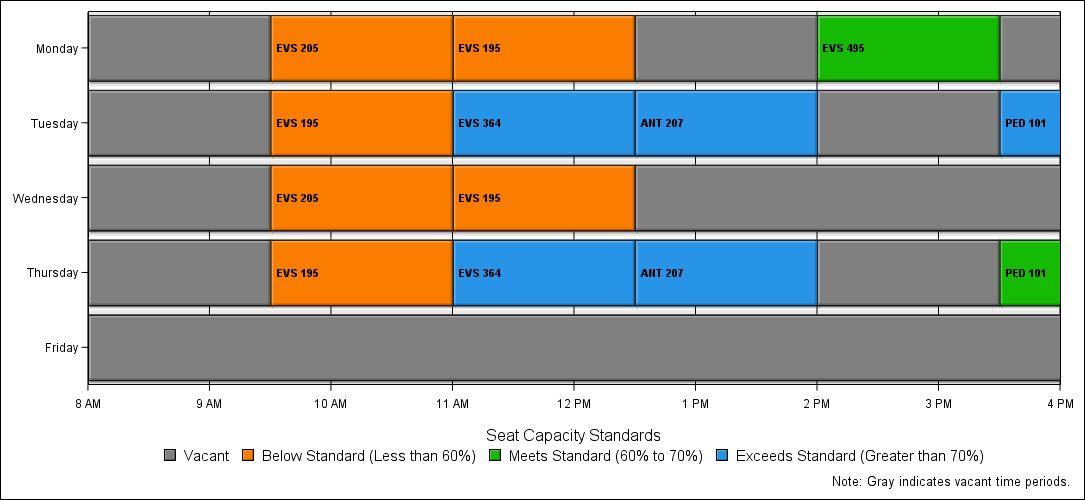 Monday EVS 205 EVS 195 EVS 495
Tuesday EVS 195 EVS 364 ANT 207 PED 101
Wednesday EVS 205 EVS 195
Thursday EVS 195 EVS 364 ANT 207 PED 101
Friday
8 AM 9 AM 10 AM 11 AM 12 PM 1 PM 2 PM 3 PM 4 PM
Seat Capacity Standards
Vacant Below Standard (Less than 60%) Meets Standard (60% to 70%) Exceeds Standard (Greater than 70%)
Note: Gray indicates vacant time periods.